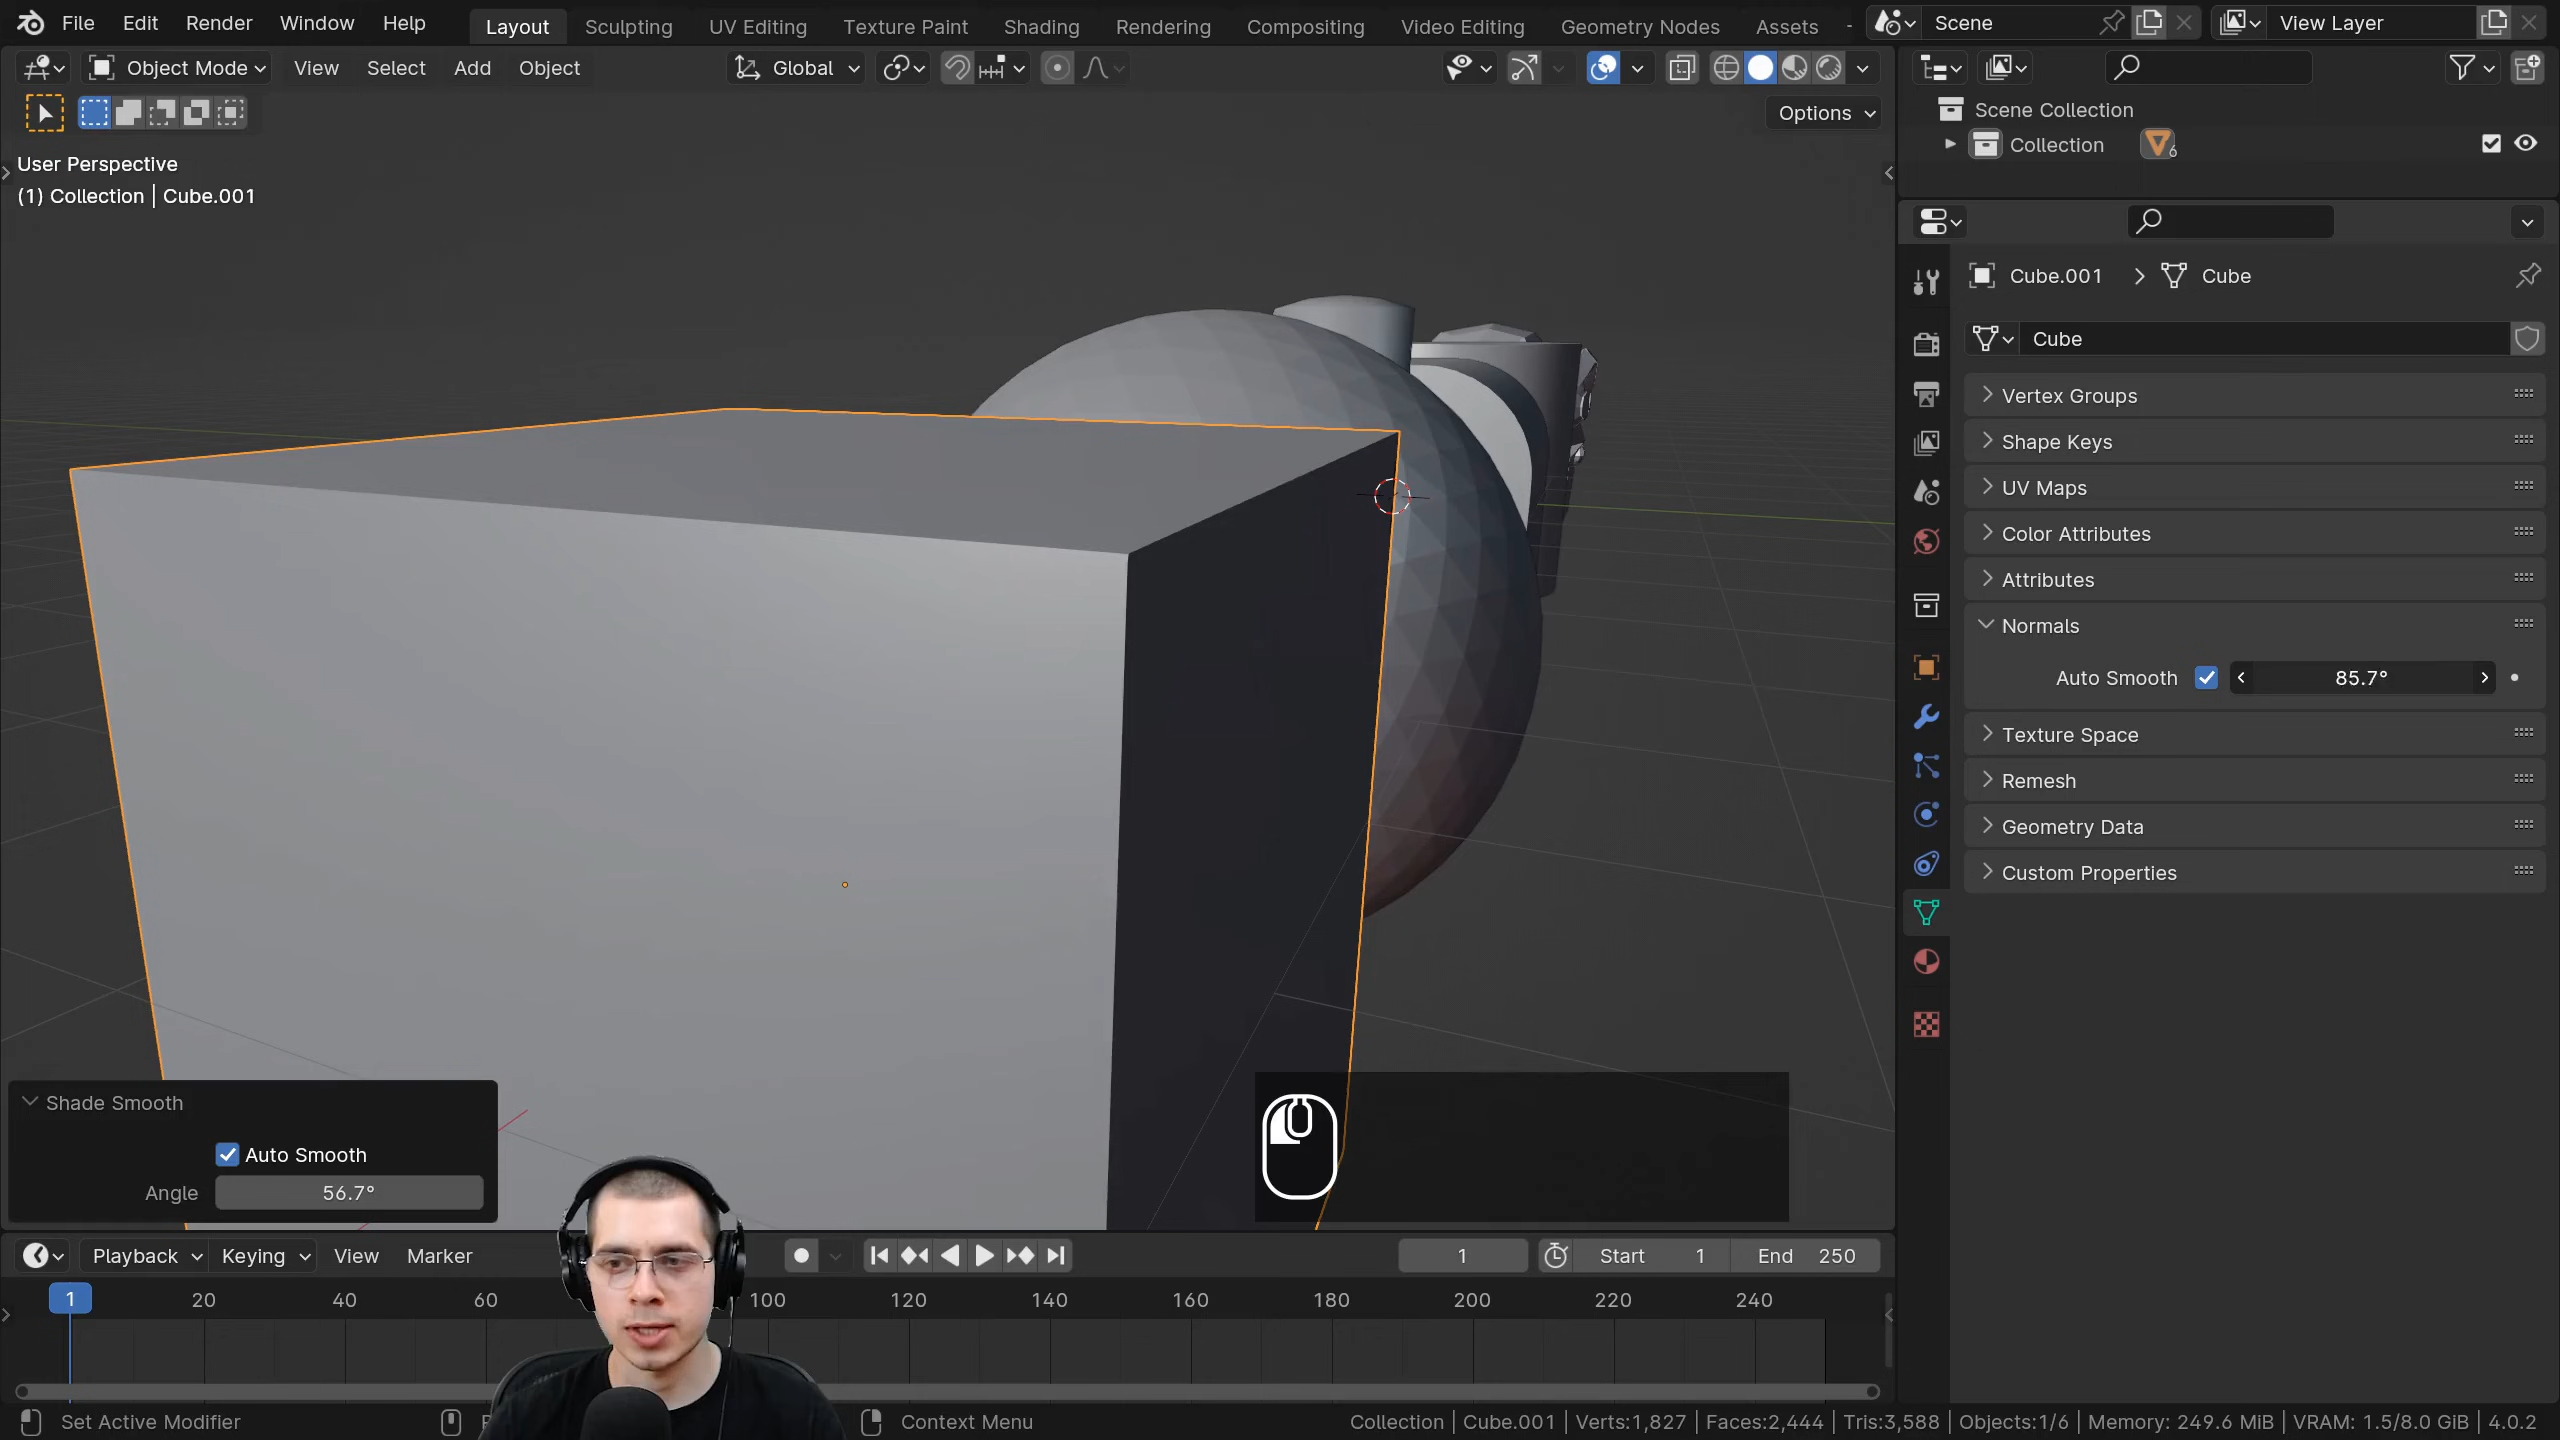 File Edit Render Window Help Layout Sculpting UV Editing Texture Paint Shading Rendering Compositing Video Editing Geometry Nodes Assets Scene View Layer
Object Mode View Select Add Object Global
Options
User Perspective
(1) Collection | Cube.001
Scene Collection
Collection 6
Cube.001 Cube
Cube
Vertex Groups
Shape Keys
UV Maps
Color Attributes
Attributes
Normals
Auto Smooth 85.7°
Texture Space
Remesh
Geometry Data
Custom Properties
Shade Smooth
Auto Smooth
Angle 56.7°
Playback Keying View Marker 1 Start 1 End 250
1 20 40 60 100 120 140 160 180 200 220 240
Set Active Modifier Context Menu Collection | Cube.001 | Verts:1,827 | Faces:2,444 | Tris:3,588 | Objects:1/6 | Memory: 249.6 MiB | VRAM: 1.5/8.0 GiB | 4.0.2